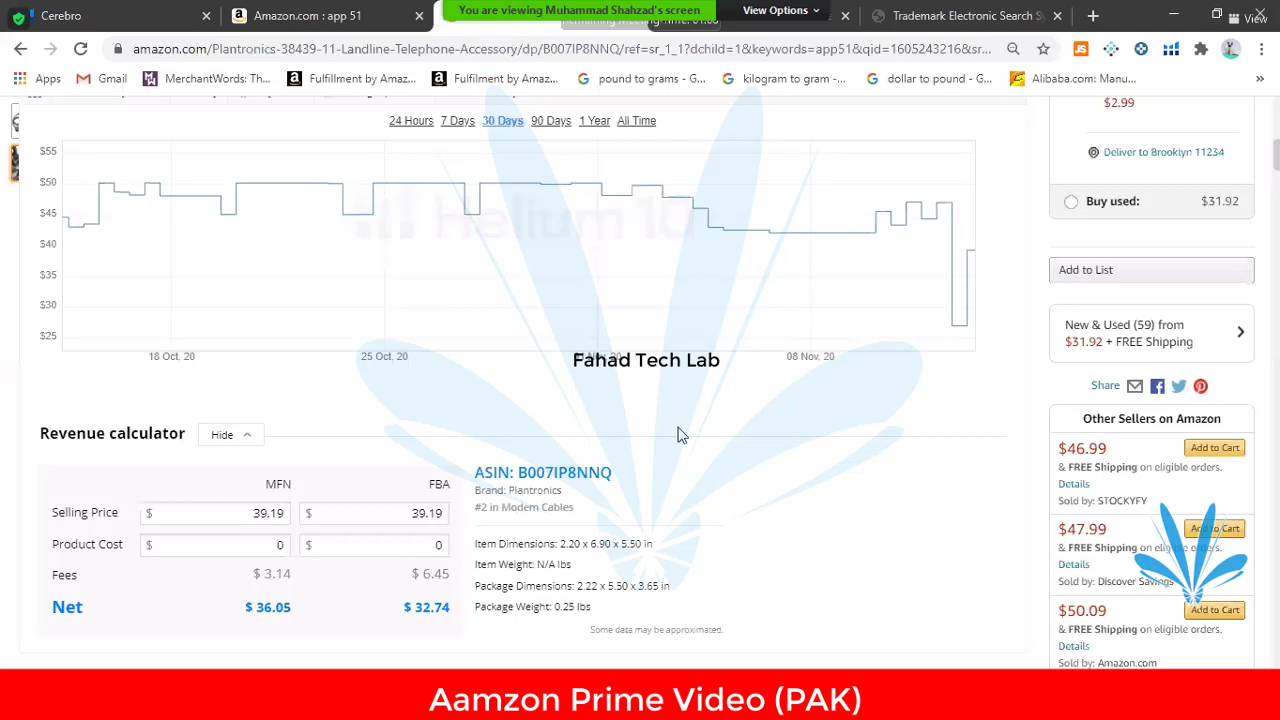 Cerebro
Amazon.com : app 51
You are viewing Muhammad Shahzad's screen
View Options
Trademark Electronic Search Sy
View
amazon.com/Plantronics-38439-11-Landline-Telephone-Accessory/dp/B007IP8NNQ/ref=sr_1_1?dchild=1&keywords=app51&qid=1605243216&sr...
Apps
Gmail
MerchantWords: Th...
Fulfillment by Amaz...
Fulfilment by Amaz...
pound to grams - G...
kilogram to gram -...
dollar to pound - G...
Alibaba.com: Manu...
24 Hours 7 Days 30 Days 90 Days 1 Year All Time
$55
$50
$45
$40
$35
$30
$25
18 Oct. 20
25 Oct. 20
08 Nov. 20
Helium 10
Fahad Tech Lab
Revenue calculator
Hide
MFN FBA
Selling Price $ 39.19 $ 39.19
Product Cost $ 0 $ 0
Fees $ 3.14 $ 6.45
Net $ 36.05 $ 32.74
ASIN: B007IP8NNQ
Brand: Plantronics
#2 in Modem Cables
Item Dimensions: 2.20 x 6.90 x 5.50 in
Item Weight: N/A lbs
Package Dimensions: 2.22 x 5.50 x 3.65 in
Package Weight: 0.25 lbs
Some data may be approximated.
$2.99
Deliver to Brooklyn 11234
Buy used: $31.92
Add to List
New & Used (59) from
$31.92 + FREE Shipping
Share
Other Sellers on Amazon
$46.99 Add to Cart
& FREE Shipping on eligible orders.
Details
Sold by: STOCKYFY
$47.99 Add to Cart
& FREE Shipping on eligible orders.
Details
Sold by: Discover Savings
$50.09 Add to Cart
& FREE Shipping on eligible orders.
Details
Sold by: Amazon.com
Aamzon Prime Video (PAK)